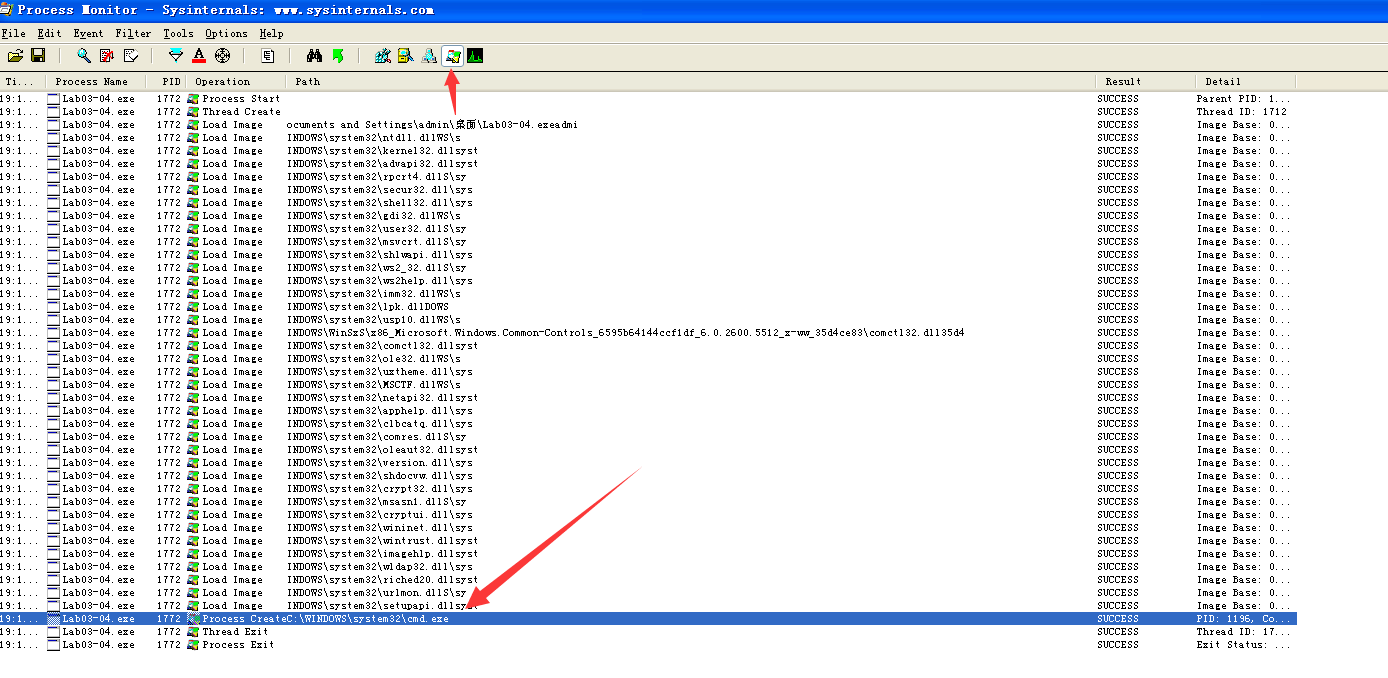 Process Monitor - Sysinternals: www.sysinternals.com
File Edit Event Filter Tools Options Help
Ti... Process Name PID Operation Path Result Detail
19:1... Lab03-04.exe 1772 Process Start SUCCESS Parent PID: 1...
19:1... Lab03-04.exe 1772 Thread Create SUCCESS Thread ID: 1712
19:1... Lab03-04.exe 1772 Load Image ocuments and Settings\admin\桌面\Lab03-04.exeadmi SUCCESS Image Base: 0...
19:1... Lab03-04.exe 1772 Load Image INDOWS\system32\ntdll.dllWS\s SUCCESS Image Base: 0...
19:1... Lab03-04.exe 1772 Load Image INDOWS\system32\kernel32.dllsyst SUCCESS Image Base: 0...
19:1... Lab03-04.exe 1772 Load Image INDOWS\system32\advapi32.dllsyst SUCCESS Image Base: 0...
19:1... Lab03-04.exe 1772 Load Image INDOWS\system32\rpcrt4.dllS\sy SUCCESS Image Base: 0...
19:1... Lab03-04.exe 1772 Load Image INDOWS\system32\secur32.dll\sys SUCCESS Image Base: 0...
19:1... Lab03-04.exe 1772 Load Image INDOWS\system32\shell32.dll\sys SUCCESS Image Base: 0...
19:1... Lab03-04.exe 1772 Load Image INDOWS\system32\gdi32.dllWS\s SUCCESS Image Base: 0...
19:1... Lab03-04.exe 1772 Load Image INDOWS\system32\user32.dllS\sy SUCCESS Image Base: 0...
19:1... Lab03-04.exe 1772 Load Image INDOWS\system32\msvcrt.dllS\sy SUCCESS Image Base: 0...
19:1... Lab03-04.exe 1772 Load Image INDOWS\system32\shlwapi.dll\sys SUCCESS Image Base: 0...
19:1... Lab03-04.exe 1772 Load Image INDOWS\system32\ws2_32.dllS\sy SUCCESS Image Base: 0...
19:1... Lab03-04.exe 1772 Load Image INDOWS\system32\ws2help.dll\sys SUCCESS Image Base: 0...
19:1... Lab03-04.exe 1772 Load Image INDOWS\system32\imm32.dllWS\s SUCCESS Image Base: 0...
19:1... Lab03-04.exe 1772 Load Image INDOWS\system32\lpk.dllDOWS SUCCESS Image Base: 0...
19:1... Lab03-04.exe 1772 Load Image INDOWS\system32\usp10.dllWS\s SUCCESS Image Base: 0...
19:1... Lab03-04.exe 1772 Load Image INDOWS\WinSxS\x86_Microsoft.Windows.Common-Controls_6595b64144ccf1df_6.0.2600.5512_x-ww_35d4ce83\comctl32.dll35d4 SUCCESS Image Base: 0...
19:1... Lab03-04.exe 1772 Load Image INDOWS\system32\comctl32.dllsyst SUCCESS Image Base: 0...
19:1... Lab03-04.exe 1772 Load Image INDOWS\system32\ole32.dllWS\s SUCCESS Image Base: 0...
19:1... Lab03-04.exe 1772 Load Image INDOWS\system32\uxtheme.dll\sys SUCCESS Image Base: 0...
19:1... Lab03-04.exe 1772 Load Image INDOWS\system32\MSCTF.dllWS\s SUCCESS Image Base: 0...
19:1... Lab03-04.exe 1772 Load Image INDOWS\system32\netapi32.dllsyst SUCCESS Image Base: 0...
19:1... Lab03-04.exe 1772 Load Image INDOWS\system32\apphelp.dll\sys SUCCESS Image Base: 0...
19:1... Lab03-04.exe 1772 Load Image INDOWS\system32\clbcatq.dll\sys SUCCESS Image Base: 0...
19:1... Lab03-04.exe 1772 Load Image INDOWS\system32\comres.dllS\sy SUCCESS Image Base: 0...
19:1... Lab03-04.exe 1772 Load Image INDOWS\system32\oleaut32.dllsyst SUCCESS Image Base: 0...
19:1... Lab03-04.exe 1772 Load Image INDOWS\system32\version.dll\sys SUCCESS Image Base: 0...
19:1... Lab03-04.exe 1772 Load Image INDOWS\system32\shdocvw.dll\sys SUCCESS Image Base: 0...
19:1... Lab03-04.exe 1772 Load Image INDOWS\system32\crypt32.dll\sys SUCCESS Image Base: 0...
19:1... Lab03-04.exe 1772 Load Image INDOWS\system32\msasn1.dllS\sy SUCCESS Image Base: 0...
19:1... Lab03-04.exe 1772 Load Image INDOWS\system32\cryptui.dll\sys SUCCESS Image Base: 0...
19:1... Lab03-04.exe 1772 Load Image INDOWS\system32\wininet.dll\sys SUCCESS Image Base: 0...
19:1... Lab03-04.exe 1772 Load Image INDOWS\system32\wintrust.dllsyst SUCCESS Image Base: 0...
19:1... Lab03-04.exe 1772 Load Image INDOWS\system32\imagehlp.dllsyst SUCCESS Image Base: 0...
19:1... Lab03-04.exe 1772 Load Image INDOWS\system32\wldap32.dll\sys SUCCESS Image Base: 0...
19:1... Lab03-04.exe 1772 Load Image INDOWS\system32\riched20.dllsyst SUCCESS Image Base: 0...
19:1... Lab03-04.exe 1772 Load Image INDOWS\system32\urlmon.dllS\sy SUCCESS Image Base: 0...
19:1... Lab03-04.exe 1772 Load Image INDOWS\system32\setupapi.dllsyst SUCCESS Image Base: 0...
19:1... Lab03-04.exe 1772 Process Create C:\WINDOWS\system32\cmd.exe SUCCESS PID: 1196, Co...
19:1... Lab03-04.exe 1772 Thread Exit SUCCESS Thread ID: 17...
19:1... Lab03-04.exe 1772 Process Exit SUCCESS Exit Status: ...